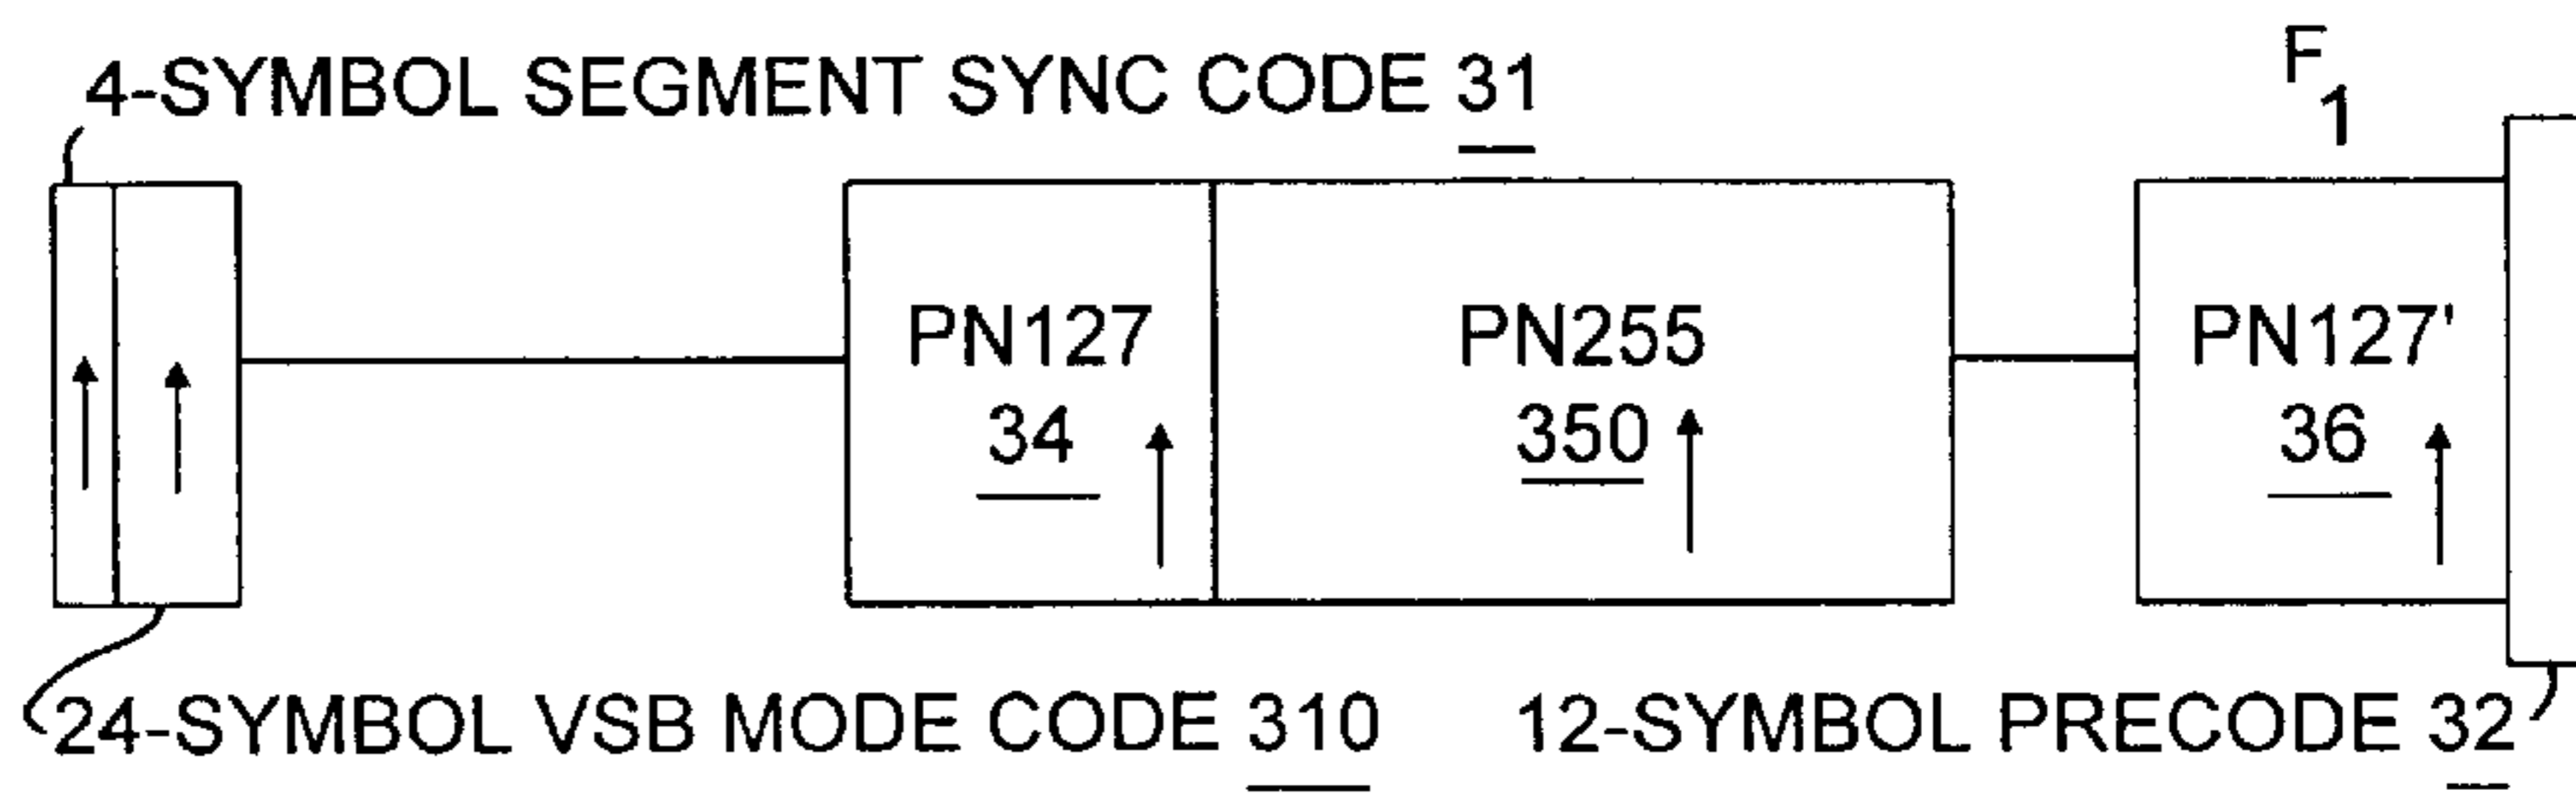 4-SYMBOL SEGMENT SYNC CODE 31
F
1
PN127
34
PN255
350
PN127'
36
24-SYMBOL VSB MODE CODE 310
12-SYMBOL PRECODE 32